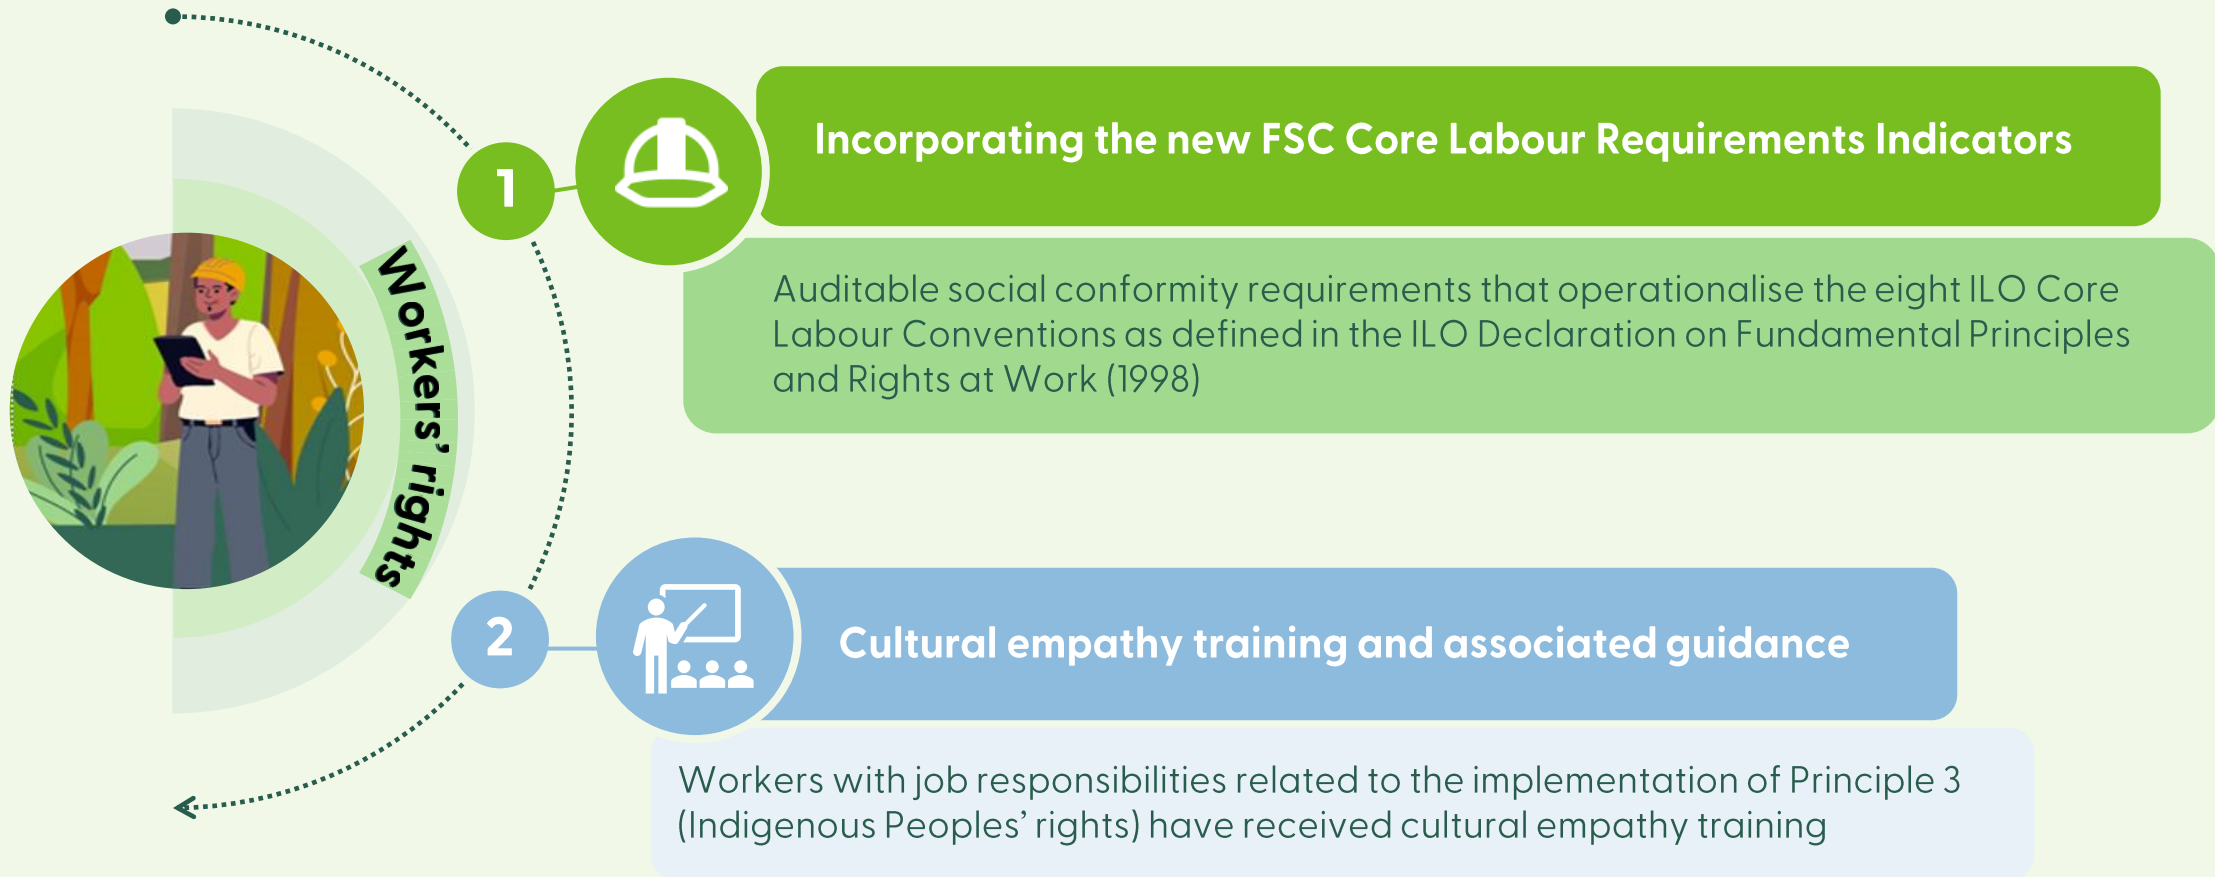 Workers’ rights
1
Incorporating the new FSC Core Labour Requirements Indicators
Auditable social conformity requirements that operationalise the eight ILO Core
Labour Conventions as defined in the ILO Declaration on Fundamental Principles
and Rights at Work (1998)
2
Cultural empathy training and associated guidance
Workers with job responsibilities related to the implementation of Principle 3
(Indigenous Peoples’ rights) have received cultural empathy training